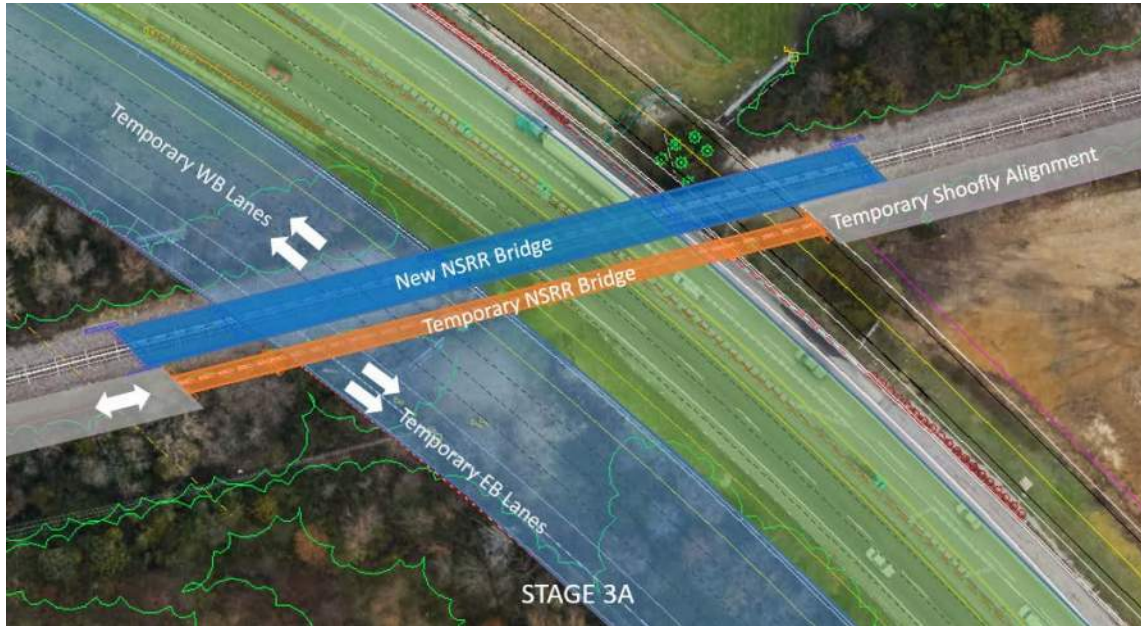 Temporary WB Lanes
Temporary Shoofly Alignment
New NSRR Bridge
Temporary NSRR Bridge
Temporary EB Lanes
STAGE 3A